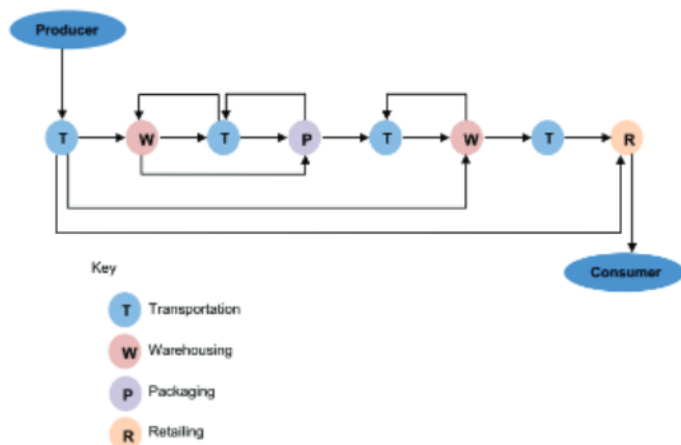 Producer
T W T P T W T R
Consumer
Key
T Transportation
W Warehousing
P Packaging
R Retailing